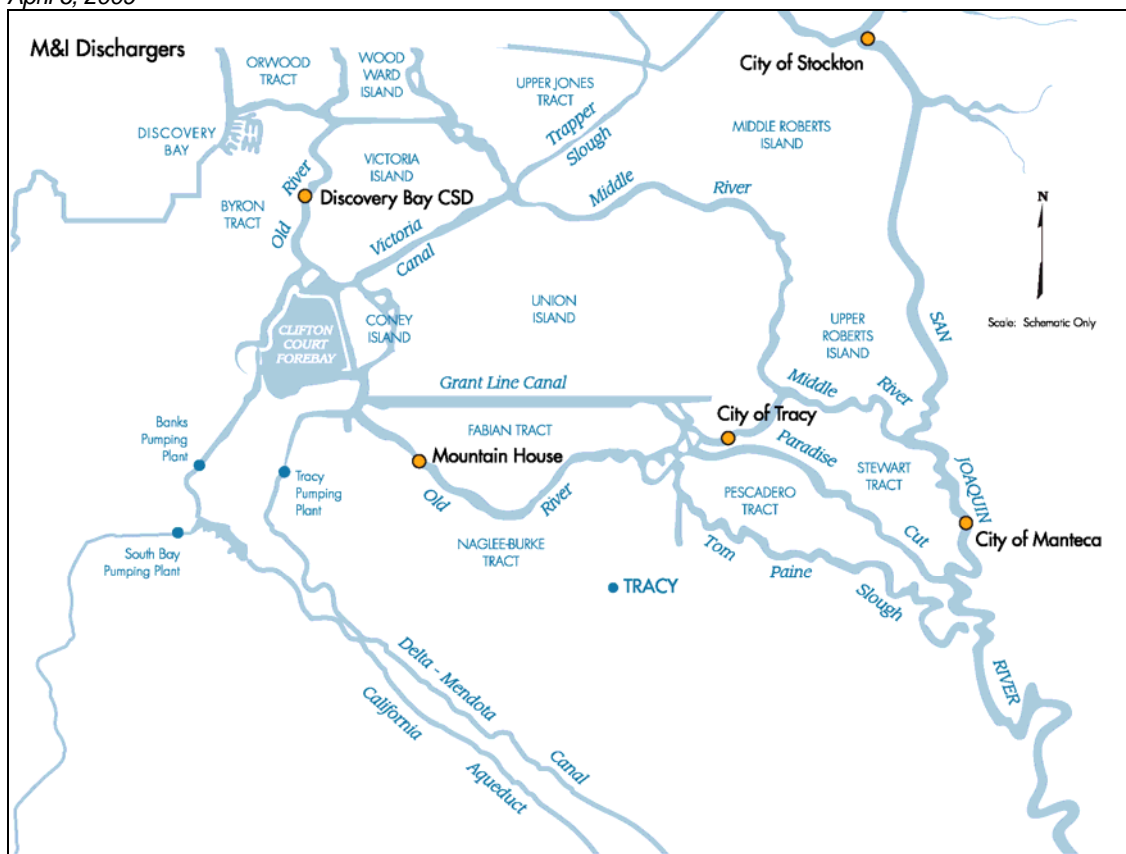 April
M&I Dischargers
ORWOOD
TRACT
WOOD
WARD
ISLAND
UPPER JONES
TRACT
City of Stockton
Trapper
Slough
MIDDLE ROBERTS
ISLAND
DISCOVERY
BAY
VICTORIA
ISLAND
River
Old
Discovery Bay CSD
BYRON
TRACT
Middle
River
N
Victoria
Canal
UNION
ISLAND
CONEY
ISLAND
CLIFTON
COURT
FOREBAY
Scale: Schematic Only
UPPER
ROBERTS
ISLAND
SAN
Grant Line Canal
Middle
River
Banks
Pumping
Plant
FABIAN TRACT
City of Tracy
Paradise
Mountain House
STEWART
TRACT
JOAQUIN
Tracy
Pumping
Plant
Old
River
PESCADERO
TRACT
Cut
City of Manteca
South Bay
Pumping Plant
NAGLEE-BURKE
TRACT
Tom
Paine
Slough
TRACY
RIVER
Delta - Mendota
Canal
California
Aqueduct